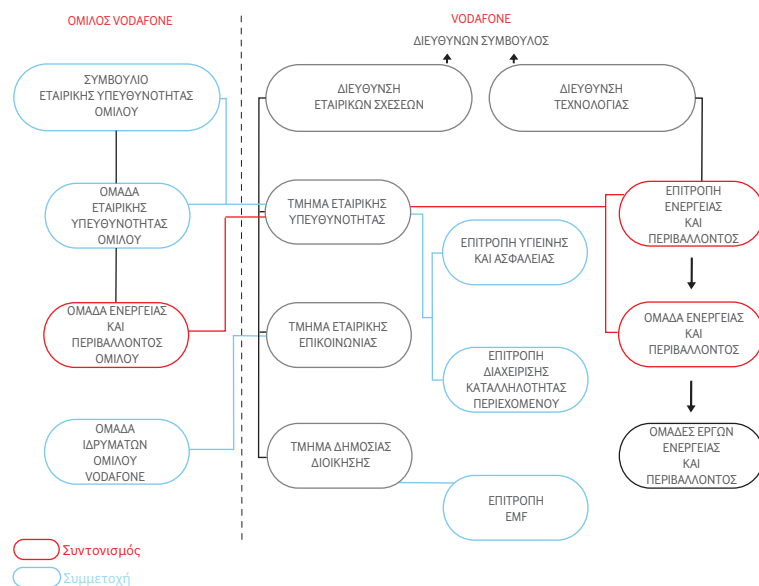 ΟΜΙΛΟΣ VODAFONE
VODAFONE
ΔΙΕΥΘΥΝΩΝ ΣΥΜΒΟΥΛΟΣ
ΣΥΜΒΟΥΛΙΟ
ΕΤΑΙΡΙΚΗΣ ΥΠΕΥΘΥΝΟΤΗΤΑΣ
ΟΜΙΛΟΥ
ΔΙΕΥΘΥΝΣΗ
ΕΤΑΙΡΙΚΩΝ ΣΧΕΣΕΩΝ
ΔΙΕΥΘΥΝΣΗ
ΤΕΧΝΟΛΟΓΙΑΣ
ΟΜΑΔΑ
ΕΤΑΙΡΙΚΗΣ
ΥΠΕΥΘΥΝΟΤΗΤΑΣ
ΟΜΙΛΟΥ
ΤΜΗΜΑ ΕΤΑΙΡΙΚΗΣ
ΥΠΕΥΘΥΝΟΤΗΤΑΣ
ΕΠΙΤΡΟΠΗ
ΕΝΕΡΓΕΙΑΣ
ΚΑΙ
ΠΕΡΙΒΑΛΛΟΝΤΟΣ
ΕΠΙΤΡΟΠΗ ΥΓΙΕΙΝΗΣ
ΚΑΙ ΑΣΦΑΛΕΙΑΣ
ΟΜΑΔΑ ΕΝΕΡΓΕΙΑΣ
ΚΑΙ
ΠΕΡΙΒΑΛΛΟΝΤΟΣ
ΟΜΙΛΟΥ
ΤΜΗΜΑ ΕΤΑΙΡΙΚΗΣ
ΕΠΙΚΟΙΝΩΝΙΑΣ
ΟΜΑΔΑ ΕΝΕΡΓΕΙΑΣ
ΚΑΙ
ΠΕΡΙΒΑΛΛΟΝΤΟΣ
ΕΠΙΤΡΟΠΗ
ΔΙΑΧΕΙΡΙΣΗΣ
ΚΑΤΑΛΛΗΛΟΤΗΤΑΣ
ΠΕΡΙΕΧΟΜΕΝΟΥ
ΟΜΑΔΑ
ΙΔΡΥΜΑΤΩΝ
ΟΜΙΛΟΥ
VODAFONE
ΤΜΗΜΑ ΔΗΜΟΣΙΑΣ
ΔΙΟΙΚΗΣΗΣ
ΟΜΑΔΕΣ ΕΡΓΩΝ
ΕΝΕΡΓΕΙΑΣ
ΚΑΙ
ΠΕΡΙΒΑΛΛΟΝΤΟΣ
ΕΠΙΤΡΟΠΗ
EMF
Συντονισμός
Συμμετοχή